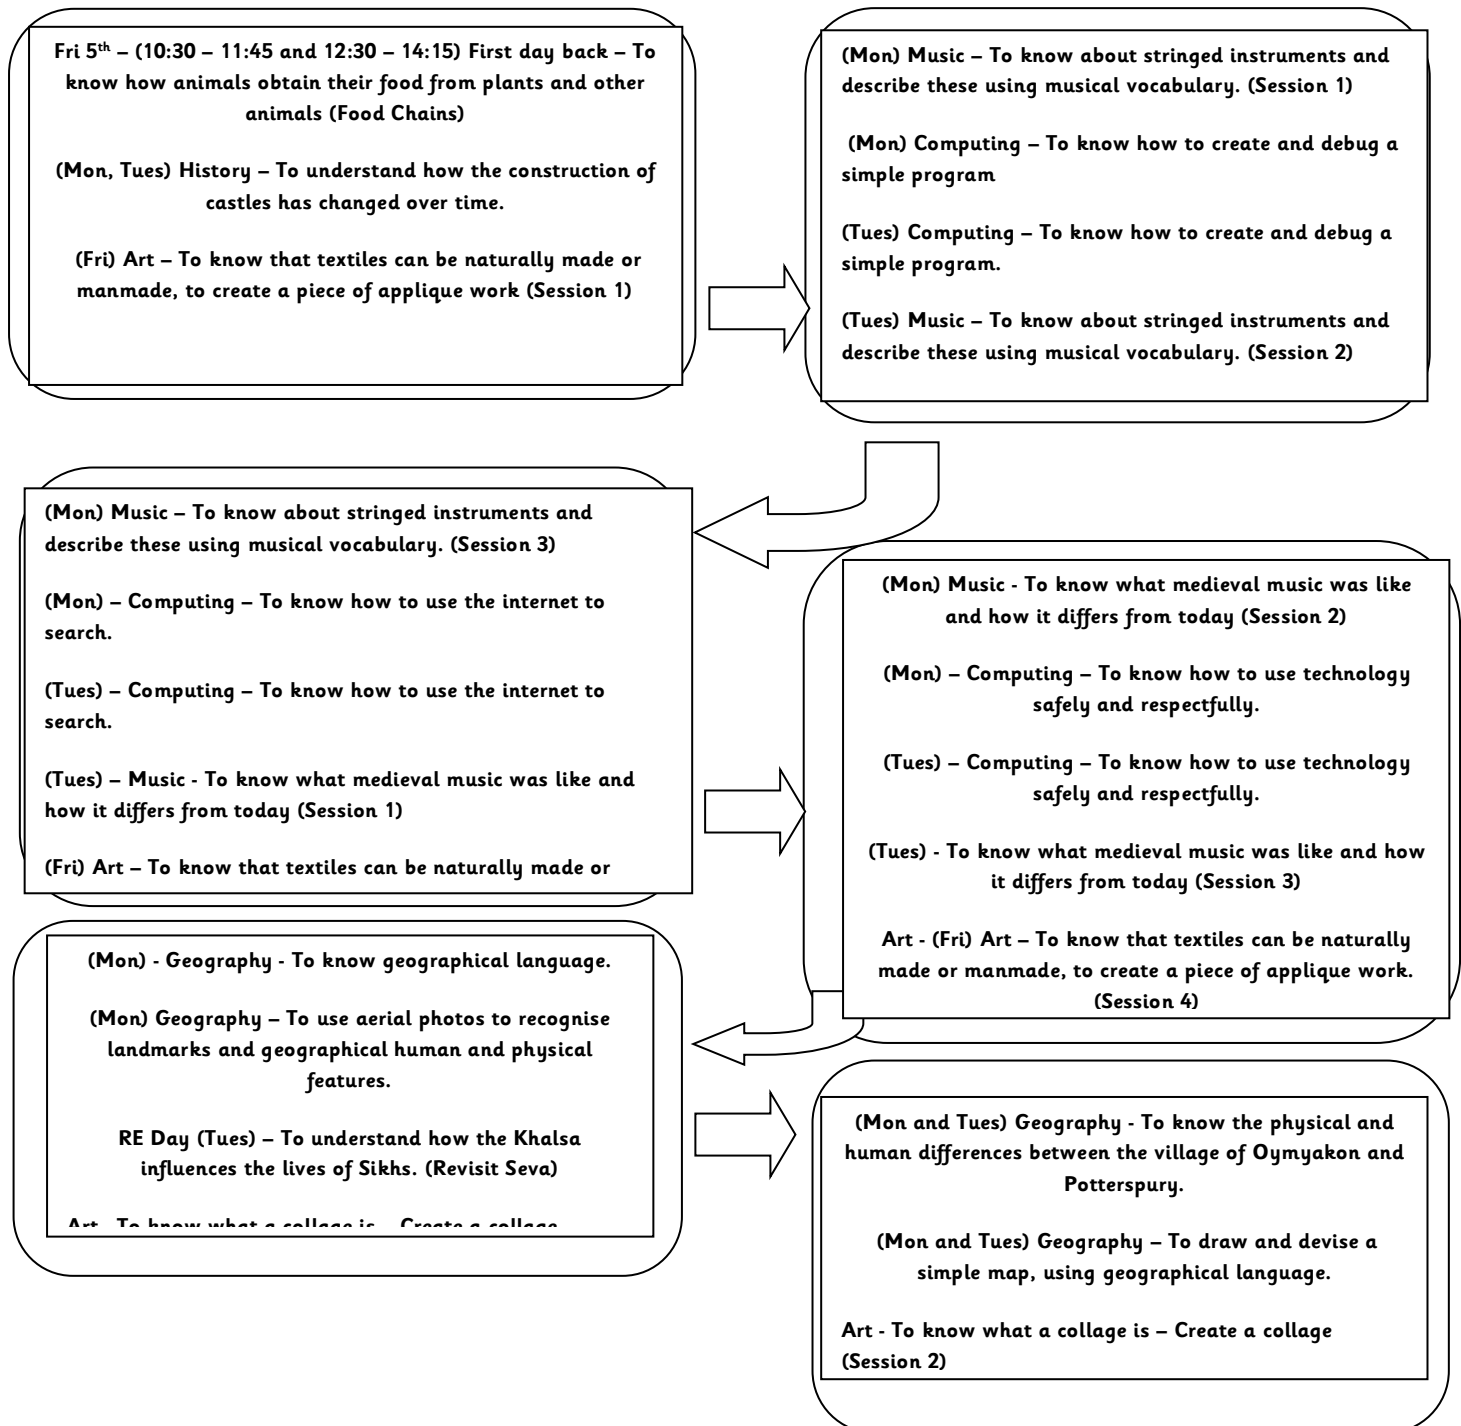 Fri 5th – (10:30 – 11:45 and 12:30 – 14:15) First day back – To
know how animals obtain their food from plants and other
animals (Food Chains)
(Mon, Tues) History – To understand how the construction of
castles has changed over time.
(Fri) Art – To know that textiles can be naturally made or
manmade, to create a piece of applique work (Session 1)
(Mon) Music – To know about stringed instruments and
describe these using musical vocabulary. (Session 1)
(Mon) Computing – To know how to create and debug a
simple program
(Tues) Computing – To know how to create and debug a
simple program.
(Tues) Music – To know about stringed instruments and
describe these using musical vocabulary. (Session 2)
(Mon) Music – To know about stringed instruments and
describe these using musical vocabulary. (Session 3)
(Mon) – Computing – To know how to use the internet to
search.
(Tues) – Computing – To know how to use the internet to
search.
(Tues) – Music - To know what medieval music was like and
how it differs from today (Session 1)
(Fri) Art – To know that textiles can be naturally made or
(Mon) Music - To know what medieval music was like
and how it differs from today (Session 2)
(Mon) – Computing – To know how to use technology
safely and respectfully.
(Tues) – Computing – To know how to use technology
safely and respectfully.
(Tues) - To know what medieval music was like and how
it differs from today (Session 3)
Art - (Fri) Art – To know that textiles can be naturally
made or manmade, to create a piece of applique work.
(Session 4)
(Mon) - Geography - To know geographical language.
(Mon) Geography – To use aerial photos to recognise
landmarks and geographical human and physical
features.
RE Day (Tues) – To understand how the Khalsa
influences the lives of Sikhs. (Revisit Seva)
Art - To know what a collage is – Create a collage
(Mon and Tues) Geography - To know the physical and
human differences between the village of Oymyakon and
Potterspury.
(Mon and Tues) Geography – To draw and devise a
simple map, using geographical language.
Art - To know what a collage is – Create a collage
(Session 2)